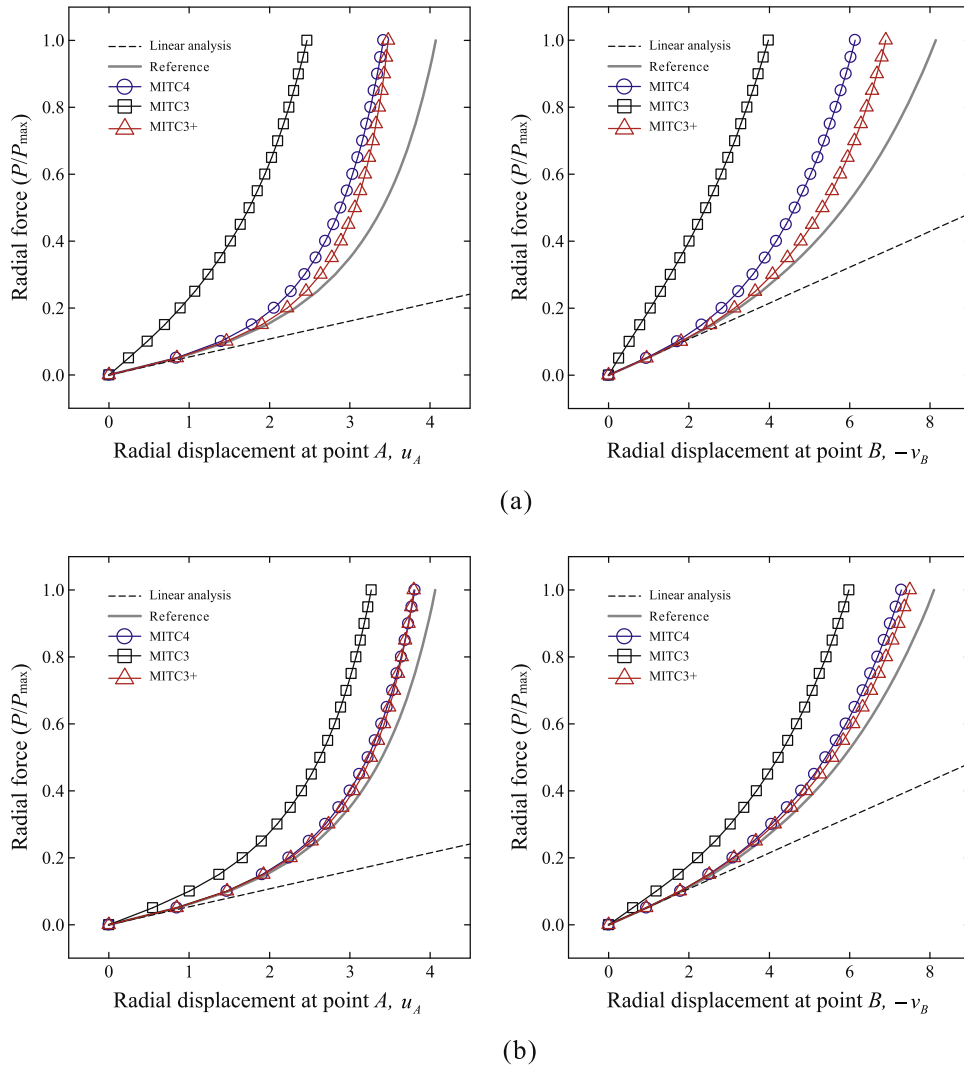 1.0
0.8
0.6
0.4
0.2
0.0
Linear analysis
Reference
MITC4
MITC3
MITC3+
Radial force (P/Pmax)
0 1 2 3 4
Radial displacement at point A, uA
1.0
0.8
0.6
0.4
0.2
0.0
Linear analysis
Reference
MITC4
MITC3
MITC3+
Radial force (P/Pmax)
0 2 4 6 8
Radial displacement at point B, −vB
(a)
1.0
0.8
0.6
0.4
0.2
0.0
Linear analysis
Reference
MITC4
MITC3
MITC3+
Radial force (P/Pmax)
0 1 2 3 4
Radial displacement at point A, uA
1.0
0.8
0.6
0.4
0.2
0.0
Linear analysis
Reference
MITC4
MITC3
MITC3+
Radial force (P/Pmax)
0 2 4 6 8
Radial displacement at point B, −vB
(b)